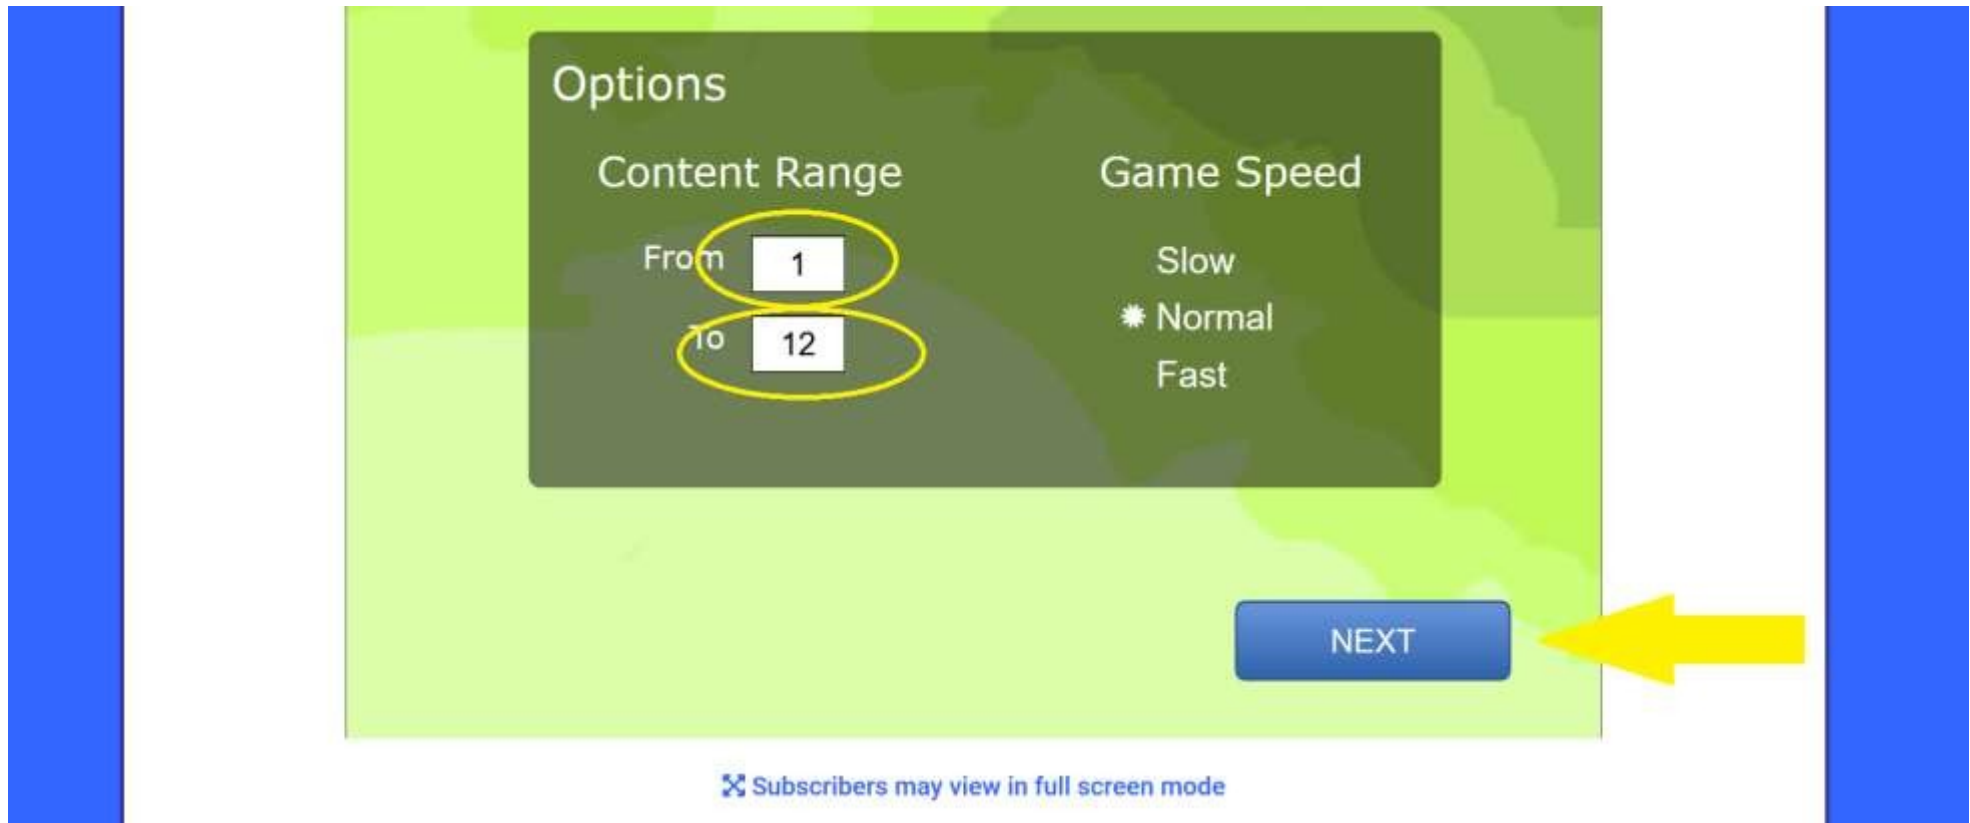 Options
Content Range
From 1
To 12
Game Speed
Slow
Normal
Fast
NEXT
Subscribers may view in full screen mode